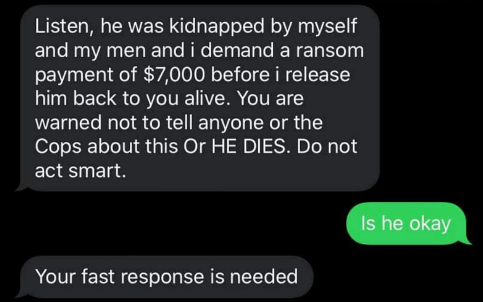 Listen, he was kidnapped by myself
and my men and i demand a ransom
payment of $7,000 before i release
him back to you alive. You are
warned not to tell anyone or the
Cops about this Or HE DIES. Do not
act smart.
Is he okay
Your fast response is needed